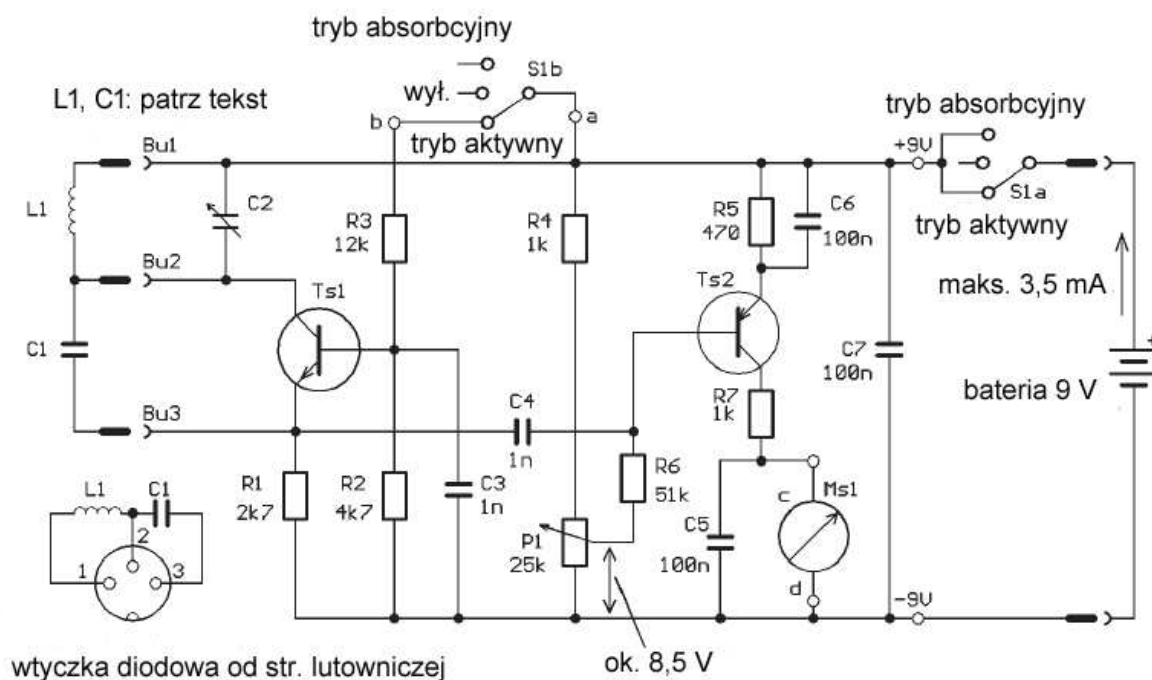 tryb absorbcyjny
S1b
wył.
L1, C1: patrz tekst
b
a
tryb aktywny
tryb absorbcyjny
Bu1
+9V
S1a
tryb aktywny
L1
C2
R3
12k
R4
1k
R5
470
C6
100n
Bu2
Ts1
Ts2
maks. 3,5 mA
+
C1
C7
100n
bateria 9 V
Bu3
C4
1n
R7
1k
L1
C1
R1
2k7
R2
4k7
C3
1n
R6
51k
c
Ms1
2
1
3
P1
25k
C5
100n
d
-9V
wtyczka diodowa od str. lutowniczej
ok. 8,5 V